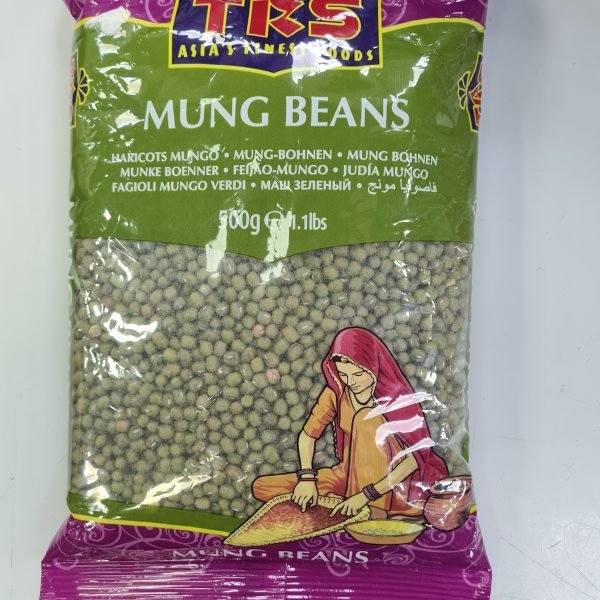 TRS
ASIA'S FINEST FOODS
MUNG BEANS
HARICOTS MUNGO • MUNG-BOHNEN • MUNG BOHNEN
MUNKE BOENNER • FEIJAO-MUNGO • JUDÍA MUNGO
FAGIOLI MUNGO VERDI • МАШ ЗЕЛЕНЫЙ • فاصوليا مونج
500g ℮ 1.1lbs
MUNG BEANS